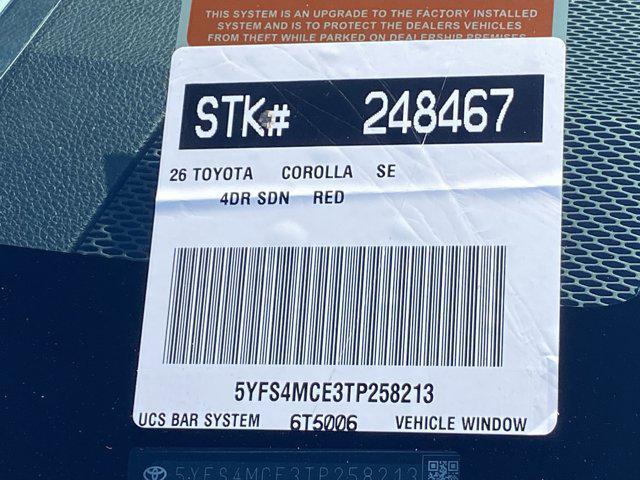 THIS SYSTEM IS AN UPGRADE TO THE FACTORY INSTALLED
SYSTEM AND IS TO PROTECT THE DEALERS VEHICLES
FROM THEFT WHILE PARKED ON DEALERSHIP PREMISES
STK# 248467
26 TOYOTA COROLLA SE
4DR SDN RED
5YFS4MCE3TP258213
UCS BAR SYSTEM 6T5006 VEHICLE WINDOW
5YFS4MCE3TP258213